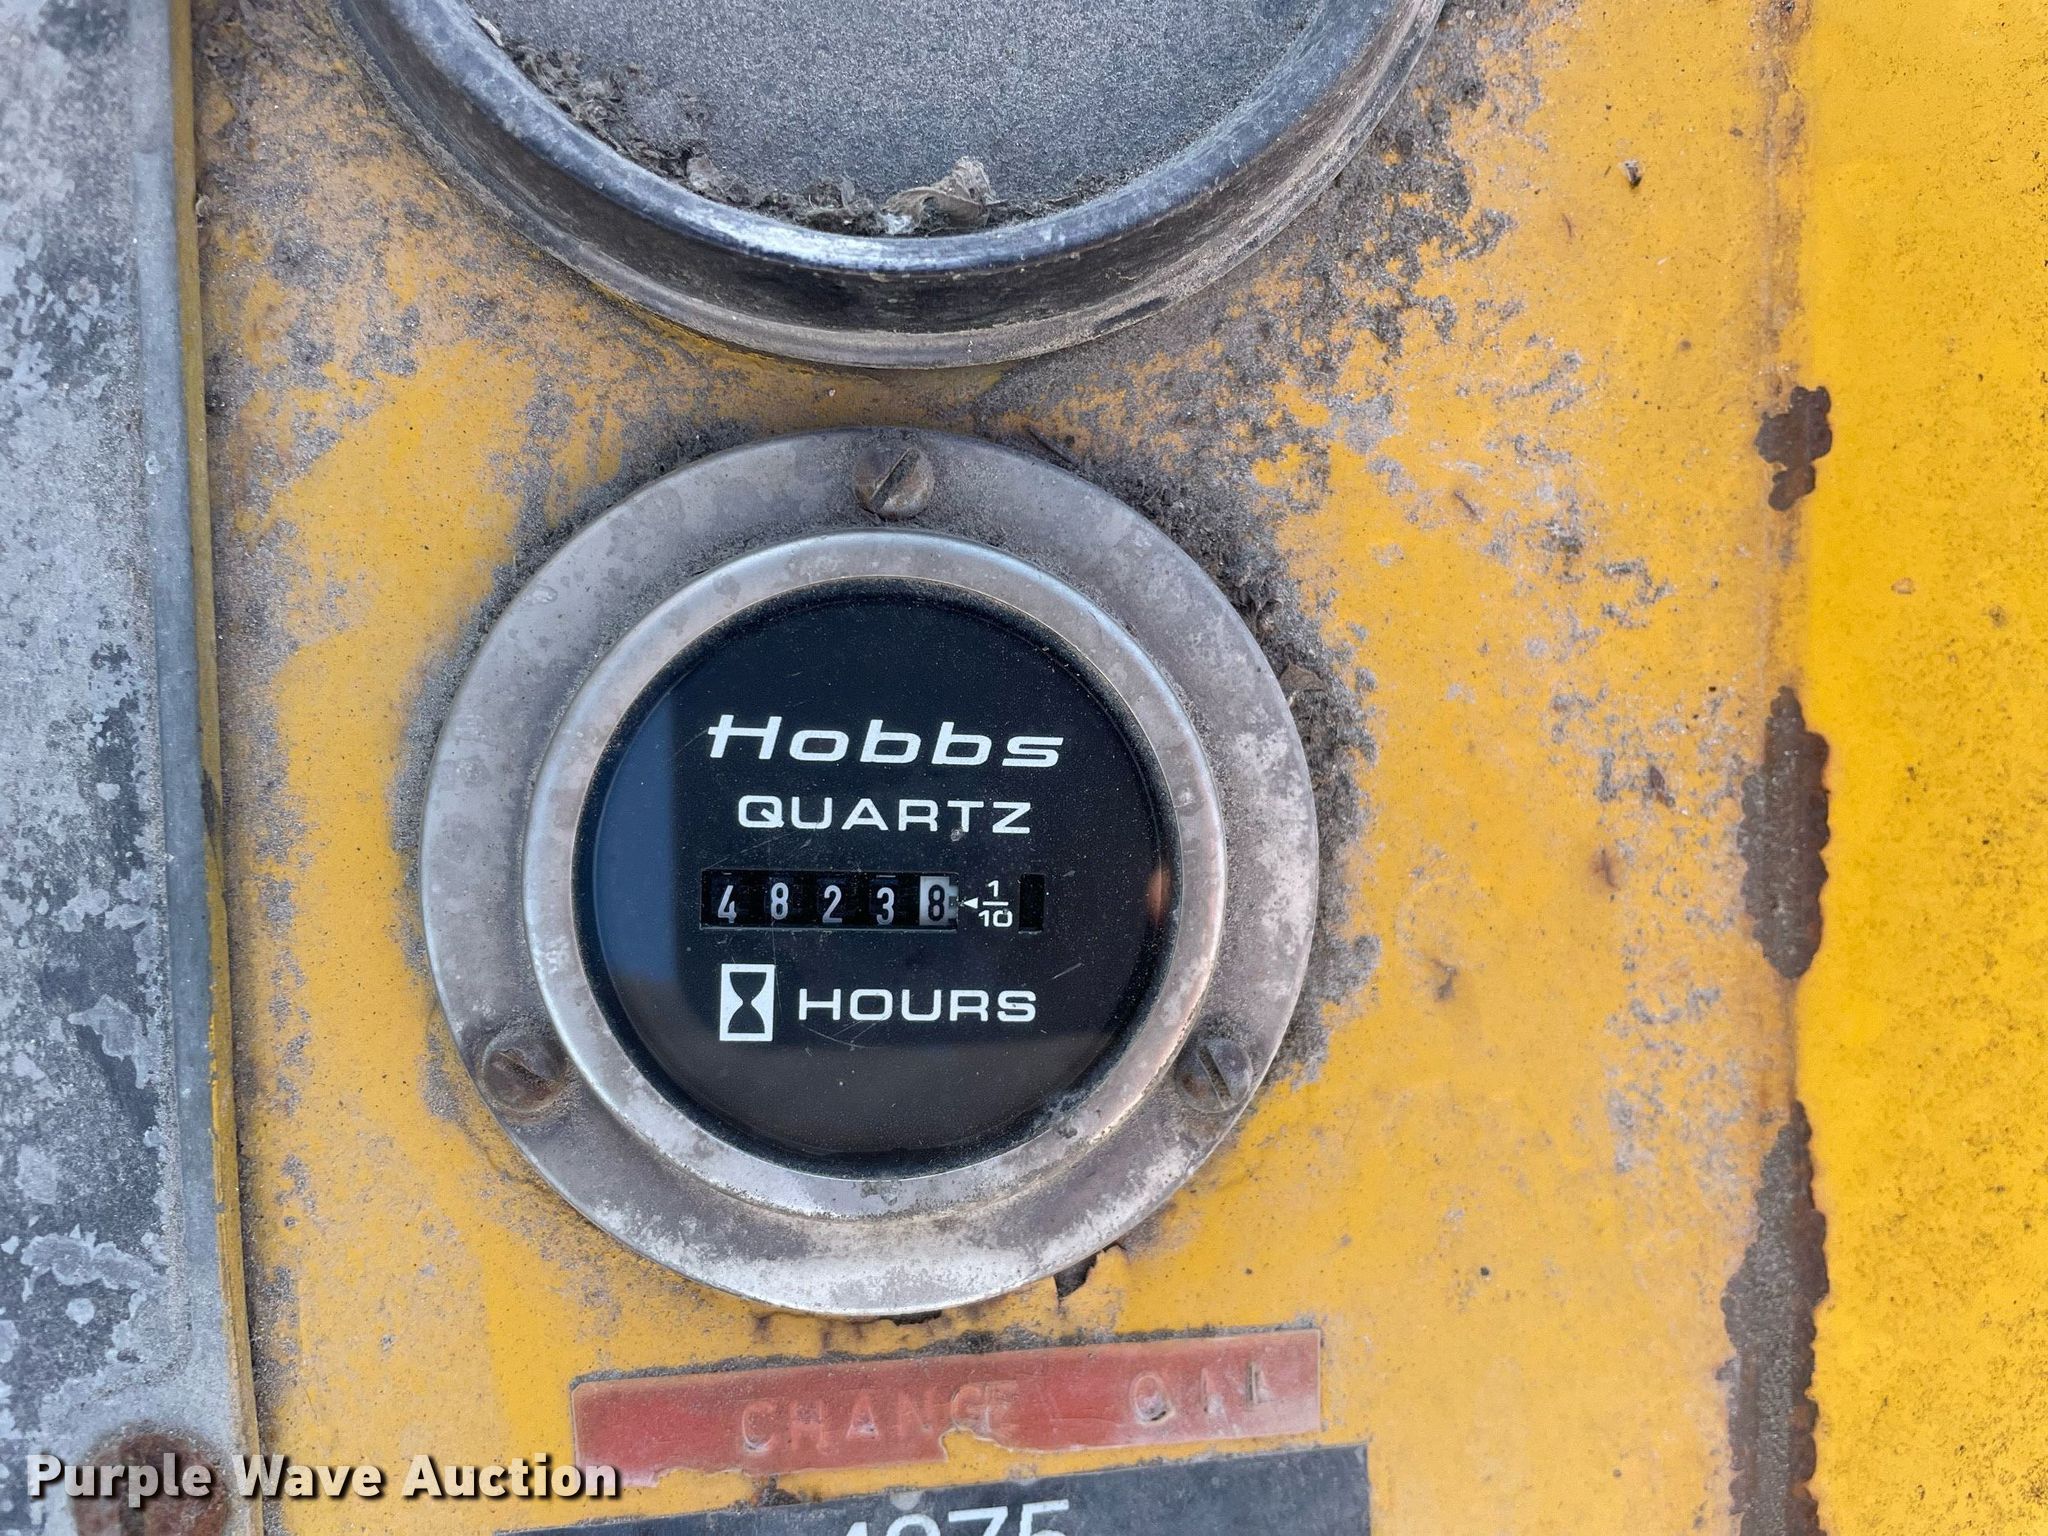 Hobbs
QUARTZ
48238 1/10
HOURS
CHANGE OIL
Purple Wave Auction